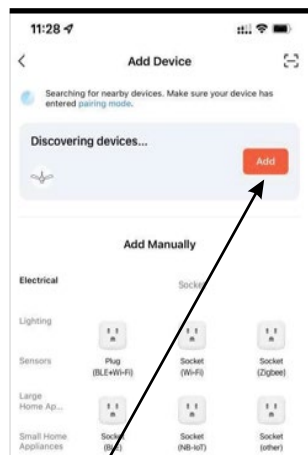 11:28
Add Device
Searching for nearby devices. Make sure your device has
entered pairing mode.
Discovering devices...
Add
Add Manually
Electrical
Socket
Lighting
Sensors
Plug
(BLE+Wi-Fi)
Socket
(Wi-Fi)
Socket
(Zigbee)
Large
Home Ap...
Small Home
Appliances
Socket
(BLE)
Socket
(NB-IoT)
Socket
(other)